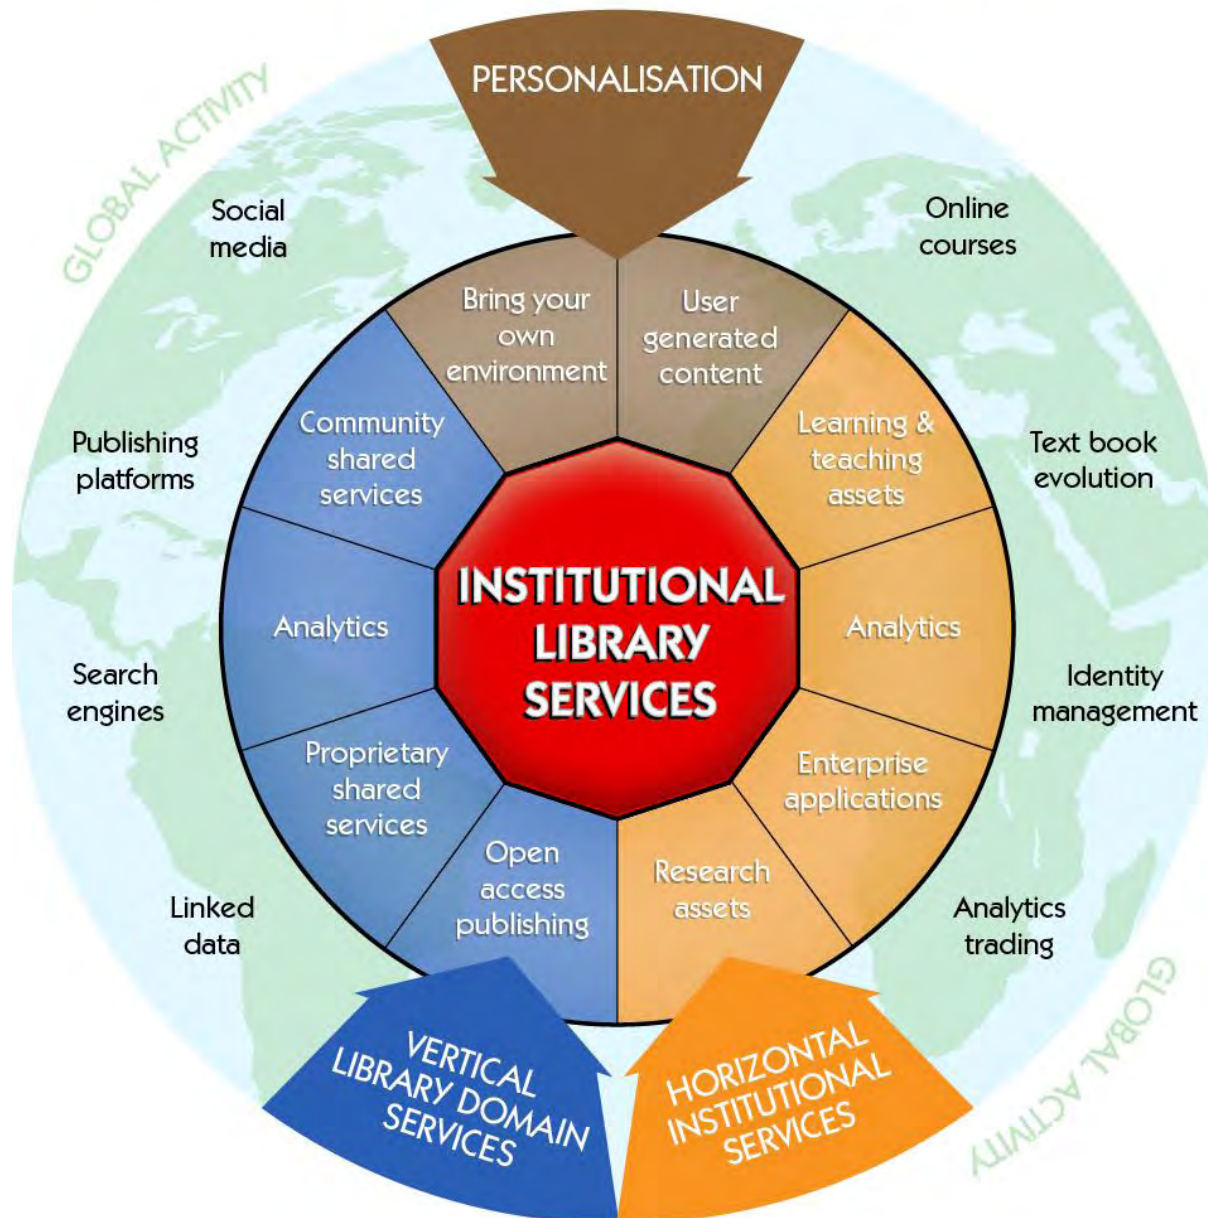 PERSONALISATION
GLOBAL ACTIVITY
Social
media
Online
courses
Bring your
own
environment
User
generated
content
Community
shared
services
Learning &
teaching
assets
Publishing
platforms
Text book
evolution
INSTITUTIONAL
LIBRARY
SERVICES
Analytics
Analytics
Search
engines
Identity
management
Proprietary
shared
services
Enterprise
applications
Open
access
publishing
Research
assets
Linked
data
Analytics
trading
GLOBAL ACTIVITY
VERTICAL
LIBRARY DOMAIN
SERVICES
HORIZONTAL
INSTITUTIONAL
SERVICES